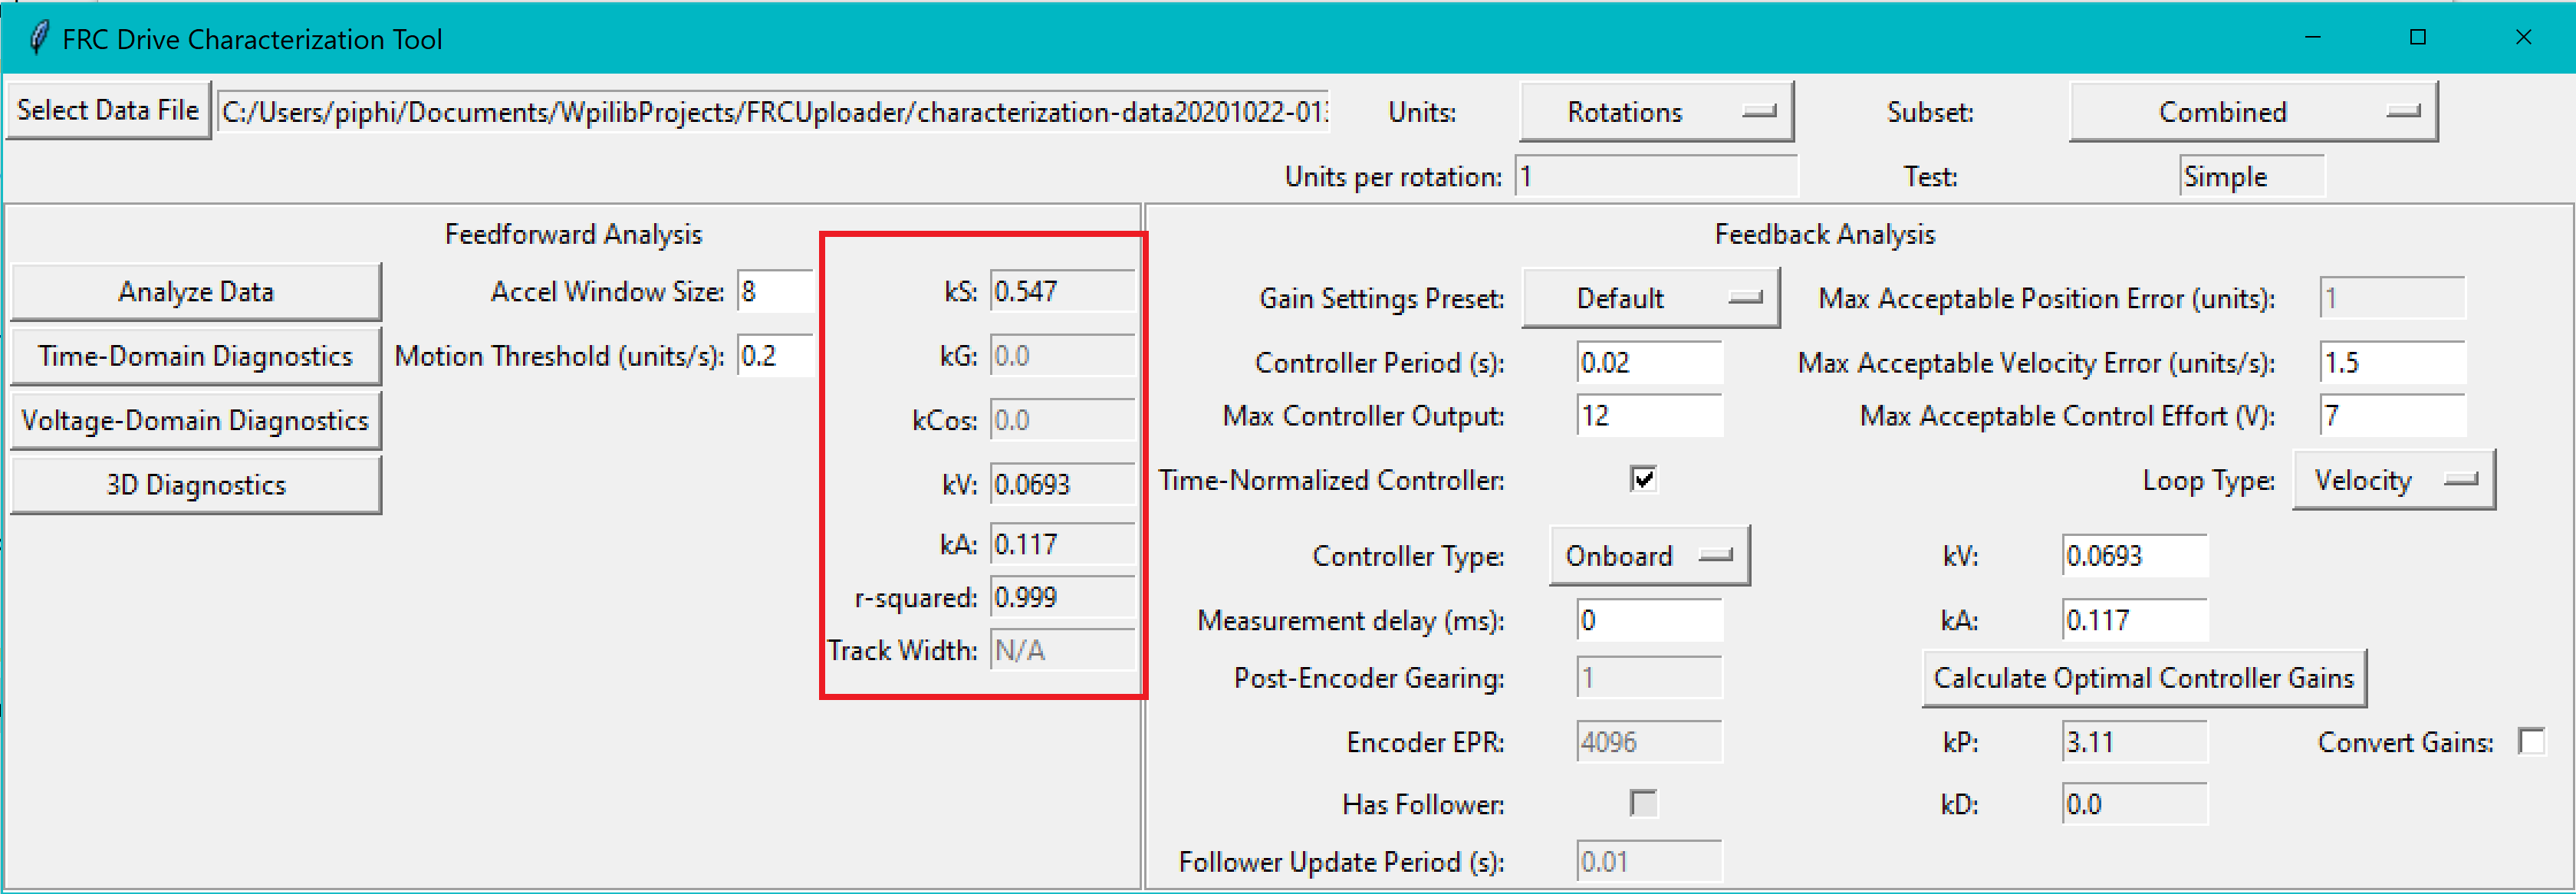 FRC Drive Characterization Tool
Select Data File C:/Users/piphi/Documents/WpilibProjects/FRCUploader/characterization-data20201022-01 Units: Rotations Subset: Combined
Units per rotation: 1 Test: Simple
Feedforward Analysis
Analyze Data Accel Window Size: 8 kS: 0.547
Time-Domain Diagnostics Motion Threshold (units/s): 0.2 kG: 0.0
Voltage-Domain Diagnostics kCos: 0.0
3D Diagnostics kV: 0.0693
kA: 0.117
r-squared: 0.999
Track Width: N/A
Feedback Analysis
Gain Settings Preset: Default Max Acceptable Position Error (units): 1
Controller Period (s): 0.02 Max Acceptable Velocity Error (units/s): 1.5
Max Controller Output: 12 Max Acceptable Control Effort (V): 7
Time-Normalized Controller: Loop Type: Velocity
Controller Type: Onboard kV: 0.0693
Measurement delay (ms): 0 kA: 0.117
Post-Encoder Gearing: 1 Calculate Optimal Controller Gains
Encoder EPR: 4096 kP: 3.11 Convert Gains:
Has Follower: kD: 0.0
Follower Update Period (s): 0.01